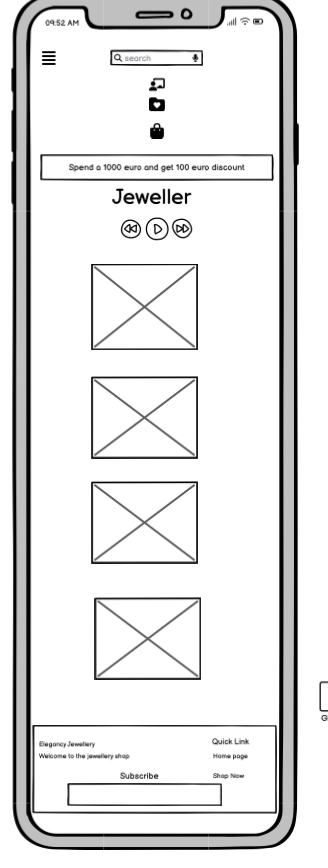 09:52 AM
search
Spend a 1000 euro and get 100 euro discount
Jeweller
Elegancy Jewellery
Quick Link
Welcome to the jewellery shop
Home page
Subscribe
Shop Now